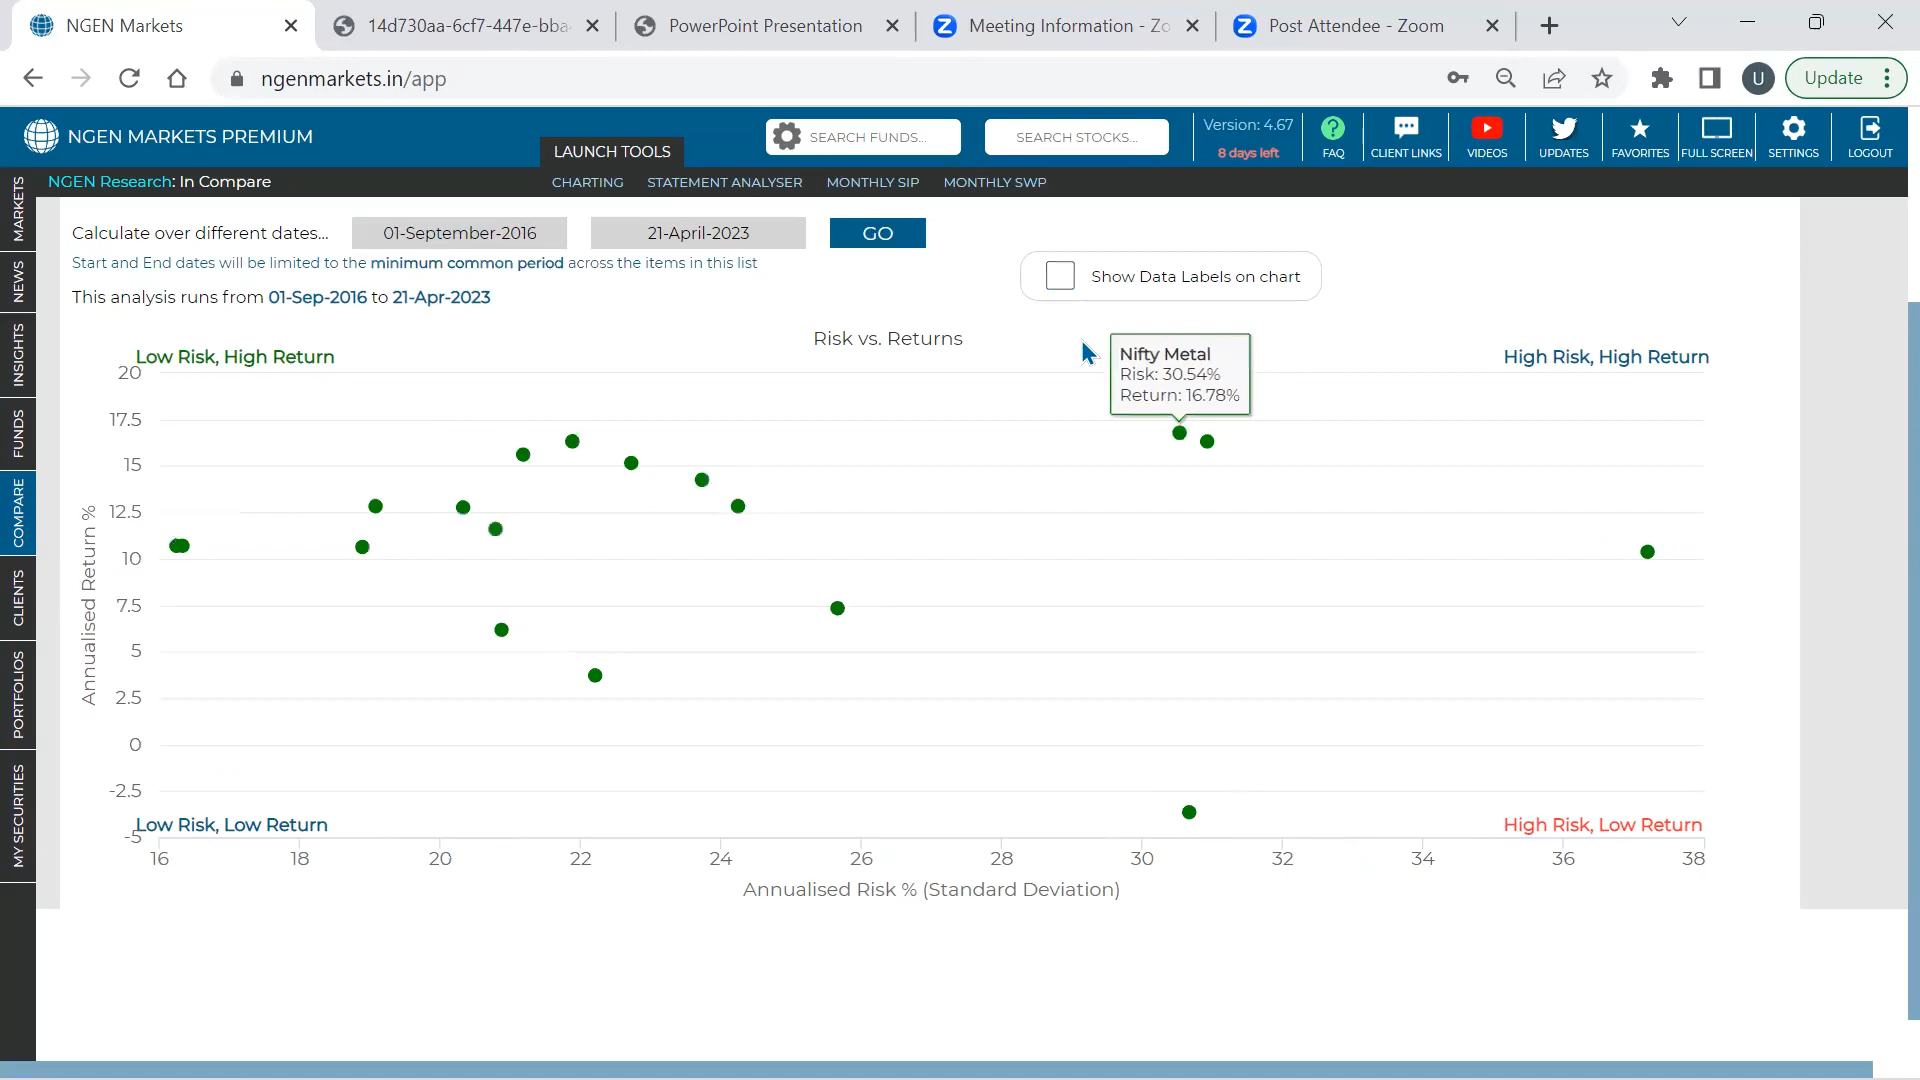 NGEN Markets
14d730aa-6cf7-447e-bba
PowerPoint Presentation
Meeting Information - Zo
Post Attendee - Zoom
ngenmarkets.in/app
U
Update
NGEN MARKETS PREMIUM
LAUNCH TOOLS
SEARCH FUNDS...
SEARCH STOCKS...
Version: 4.67
8 days left
FAQ
CLIENT LINKS
VIDEOS
UPDATES
FAVORITES
FULL SCREEN
SETTINGS
LOGOUT
NGEN Research: In Compare
CHARTING
STATEMENT ANALYSER
MONTHLY SIP
MONTHLY SWP
MARKETS
NEWS
INSIGHTS
FUNDS
COMPARE
CLIENTS
PORTFOLIOS
MY SECURITIES
Calculate over different dates...
01-September-2016
21-April-2023
GO
Start and End dates will be limited to the minimum common period across the items in this list
Show Data Labels on chart
This analysis runs from 01-Sep-2016 to 21-Apr-2023
Risk vs. Returns
Low Risk, High Return
High Risk, High Return
Nifty Metal
Risk: 30.54%
Return: 16.78%
Annualised Return %
20
17.5
15
12.5
10
7.5
5
2.5
0
-2.5
-5
Low Risk, Low Return
High Risk, Low Return
16
18
20
22
24
26
28
30
32
34
36
38
Annualised Risk % (Standard Deviation)